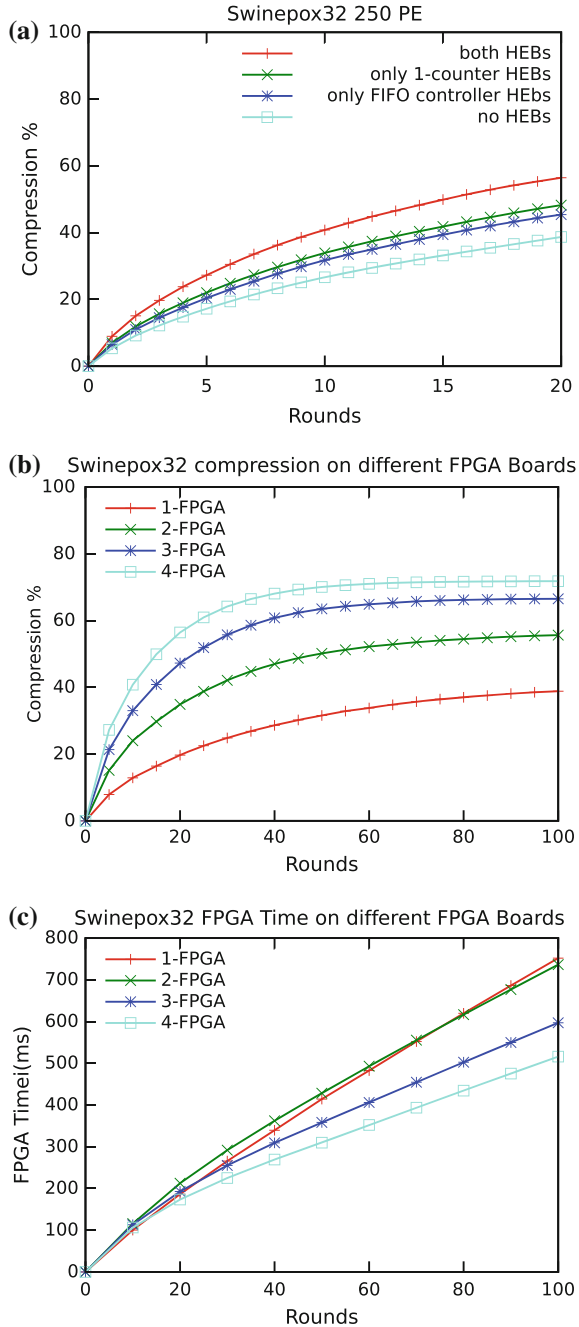 (a)
Swinepox32 250 PE
100
80
60
40
20
0
Compression %
both HEBs
only 1-counter HEBs
only FIFO controller HEbs
no HEBs
0 5 10 15 20
Rounds
(b)
Swinepox32 compression on different FPGA Boards
100
80
60
40
20
0
Compression %
1-FPGA
2-FPGA
3-FPGA
4-FPGA
0 20 40 60 80 100
Rounds
(c)
Swinepox32 FPGA Time on different FPGA Boards
800
700
600
500
400
300
200
100
0
FPGA Timei(ms)
1-FPGA
2-FPGA
3-FPGA
4-FPGA
0 20 40 60 80 100
Rounds